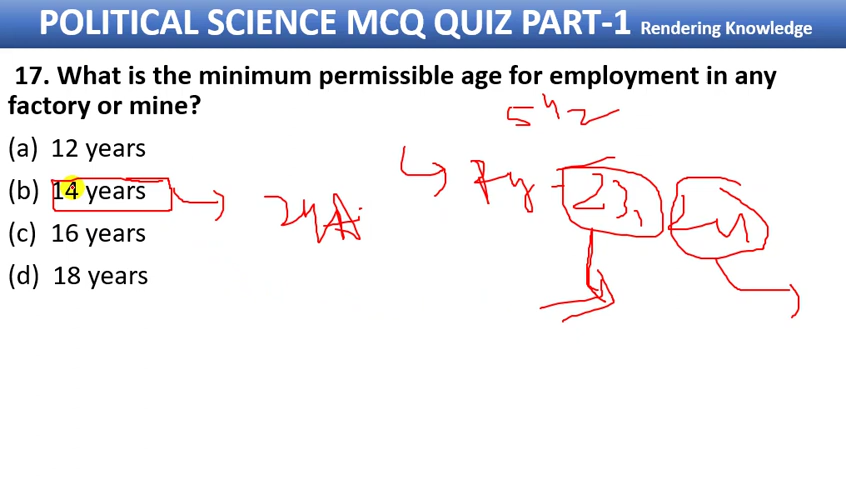 POLITICAL SCIENCE MCQ QUIZ PART-1 Rendering Knowledge
17. What is the minimum permissible age for employment in any
factory or mine?
(a) 12 years
(b) 14 years
(c) 16 years
(d) 18 years
23,